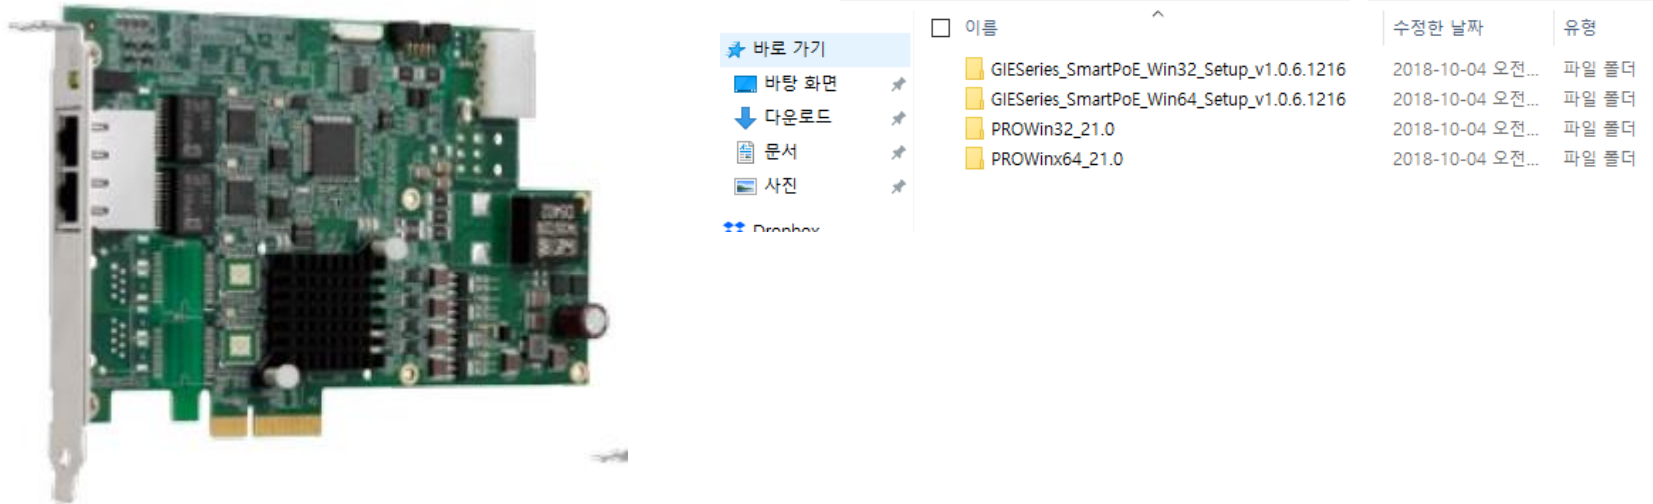 바로 가기
바탕 화면
다운로드
문서
사진
Dropbox
이름 수정한 날짜 유형
GIESeries_SmartPoE_Win32_Setup_v1.0.6.1216 2018-10-04 오전... 파일 폴더
GIESeries_SmartPoE_Win64_Setup_v1.0.6.1216 2018-10-04 오전... 파일 폴더
PROWin32_21.0 2018-10-04 오전... 파일 폴더
PROWinx64_21.0 2018-10-04 오전... 파일 폴더